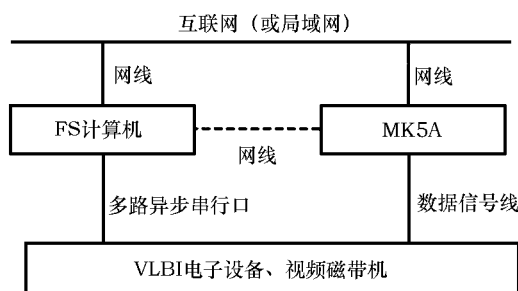 互联网（或局域网）
网线
网线
FS计算机
MK5A
网线
多路异步串行口
数据信号线
VLBI电子设备、视频磁带机